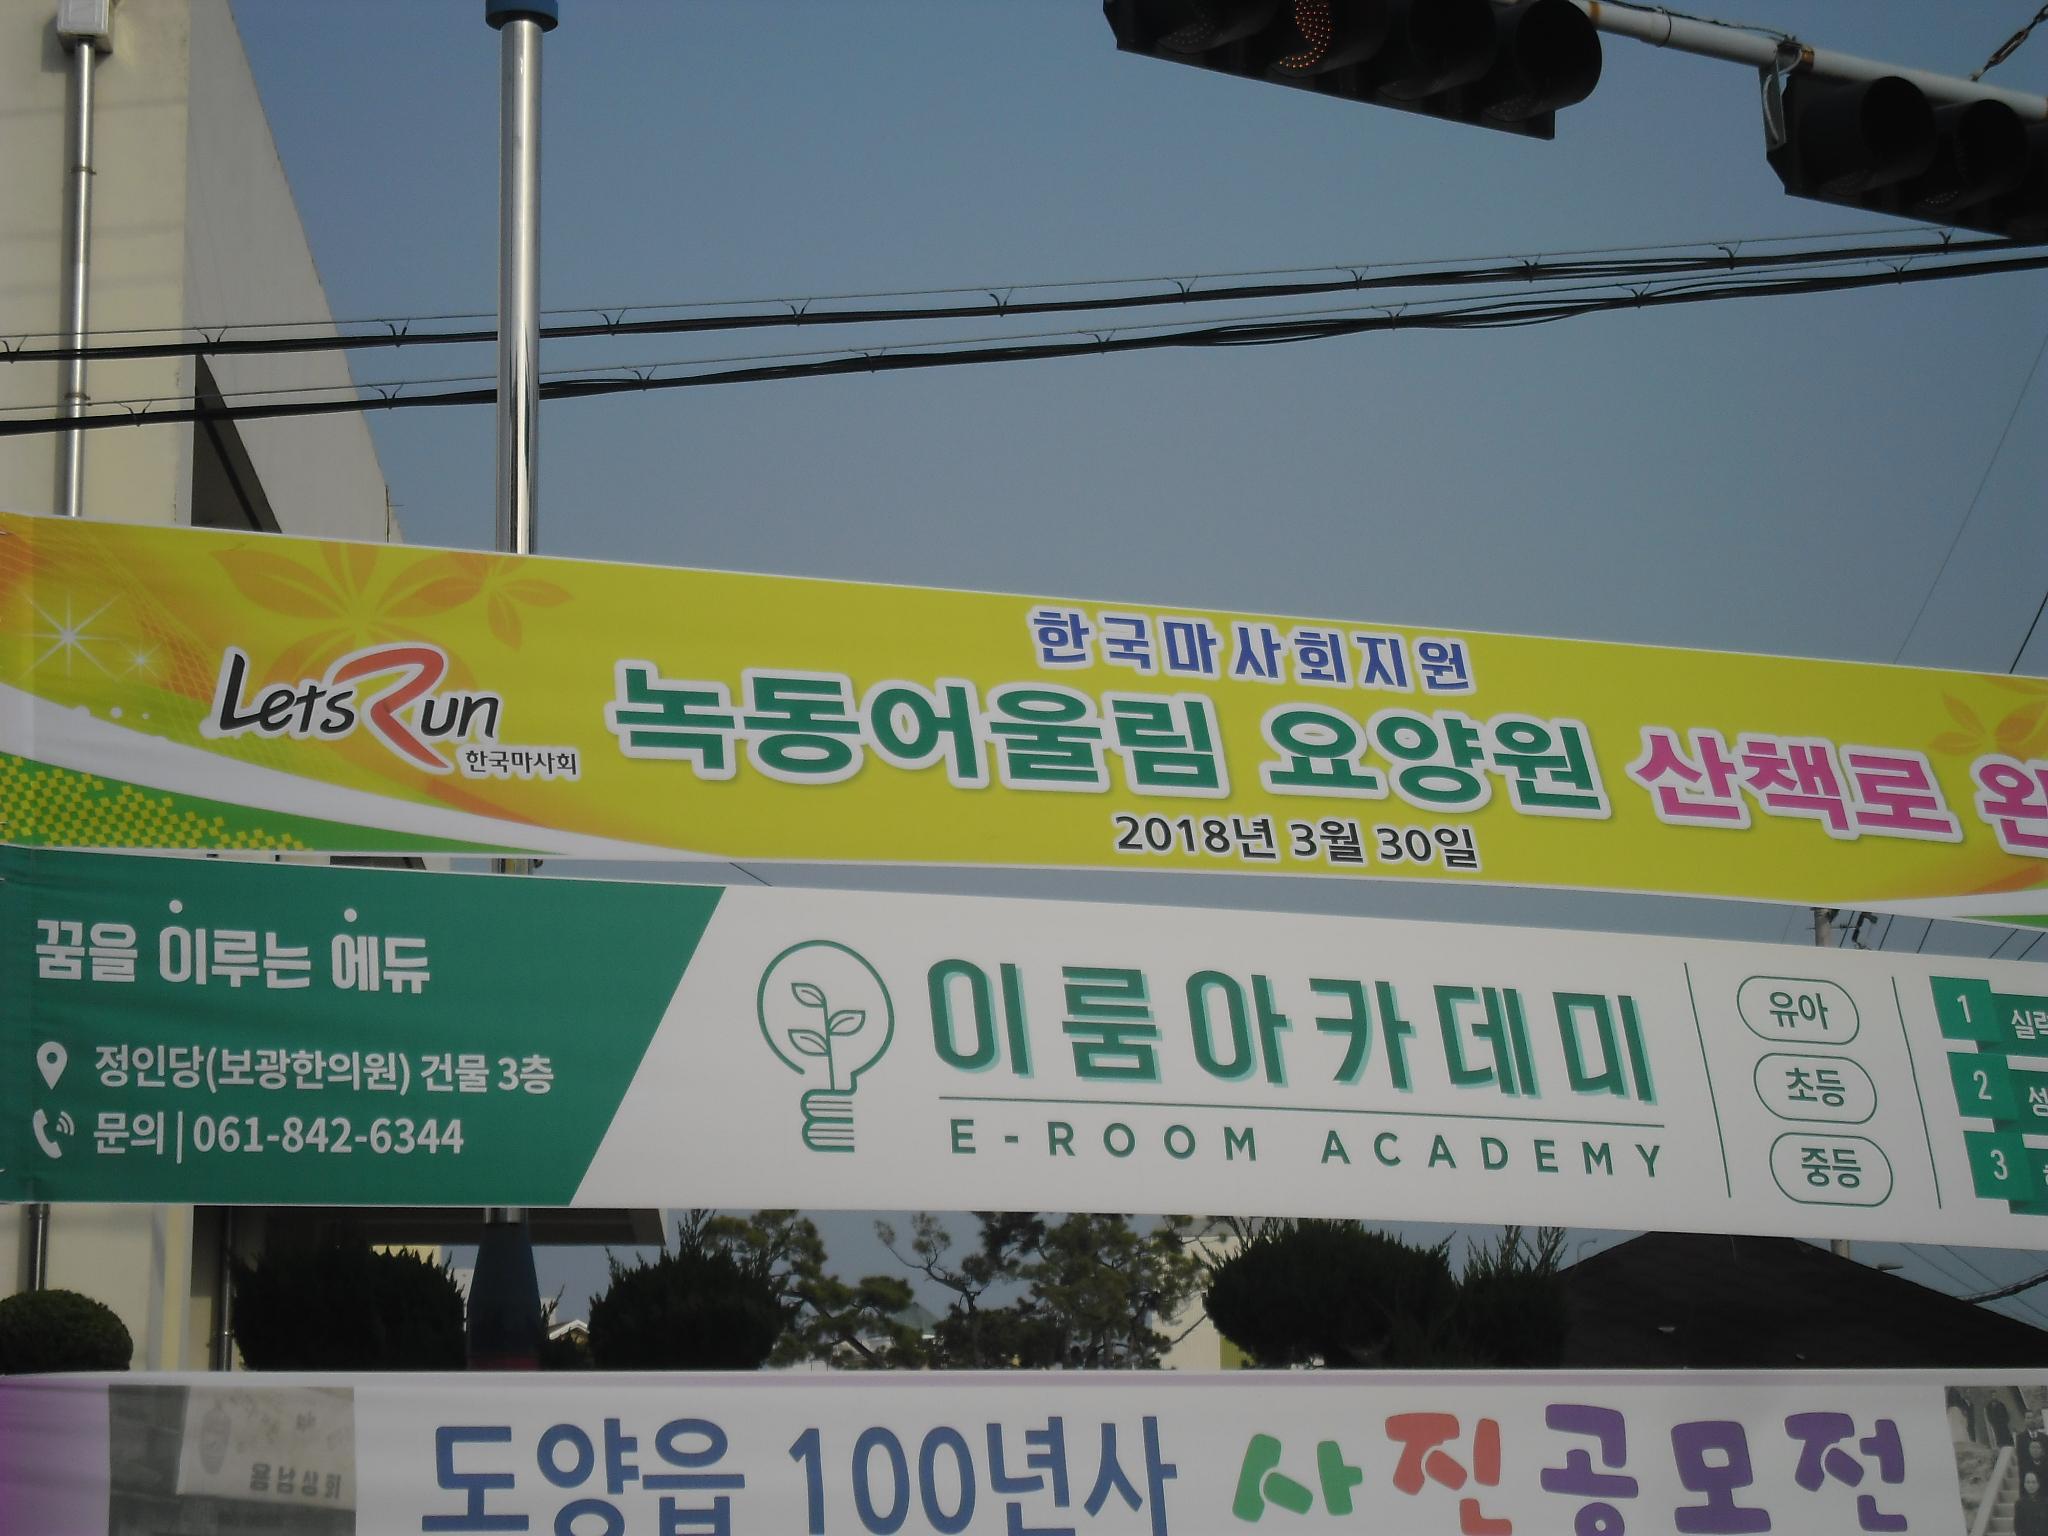 한국마사회지원
LetsRun
한국마사회
녹동어울림 요양원 산책로
2018년 3월 30일
꿈을 이루는 에듀
정인당(보광한의원) 건물 3층
문의 | 061-842-6344
이룸아카데미
E-ROOM ACADEMY
유아
초등
중등
1
2
3
도양읍 100년사 사진공모전